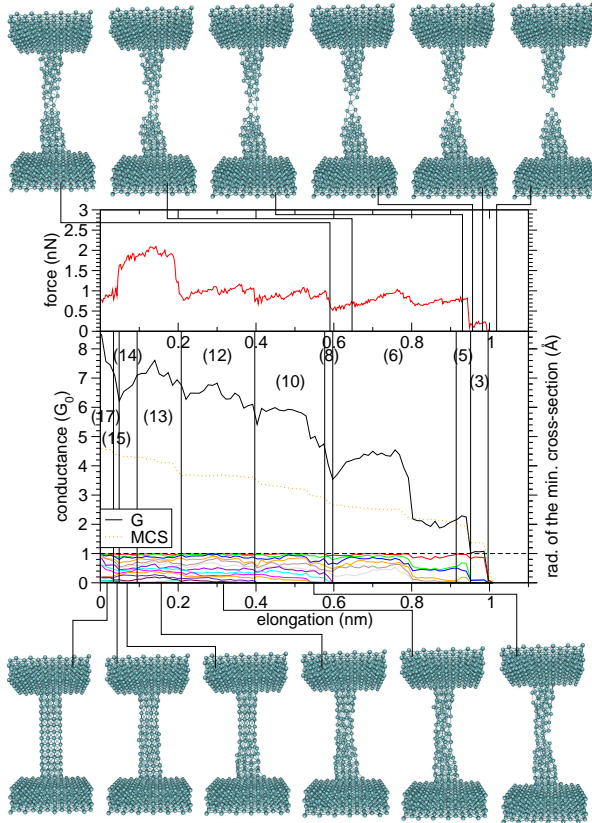 3
2.5
2
1.5
1
0.5
0
force (nN)
0 0.2 0.4 0.6 0.8 1
(14) (12) (8) (6) (5)
(17) (13) (10) (3)
(15)
8
7
6
5
4
3
2
1
0
conductance (G0)
rad. of the min. cross-section (Å)
G
MCS
0 0.2 0.4 0.6 0.8 1
elongation (nm)